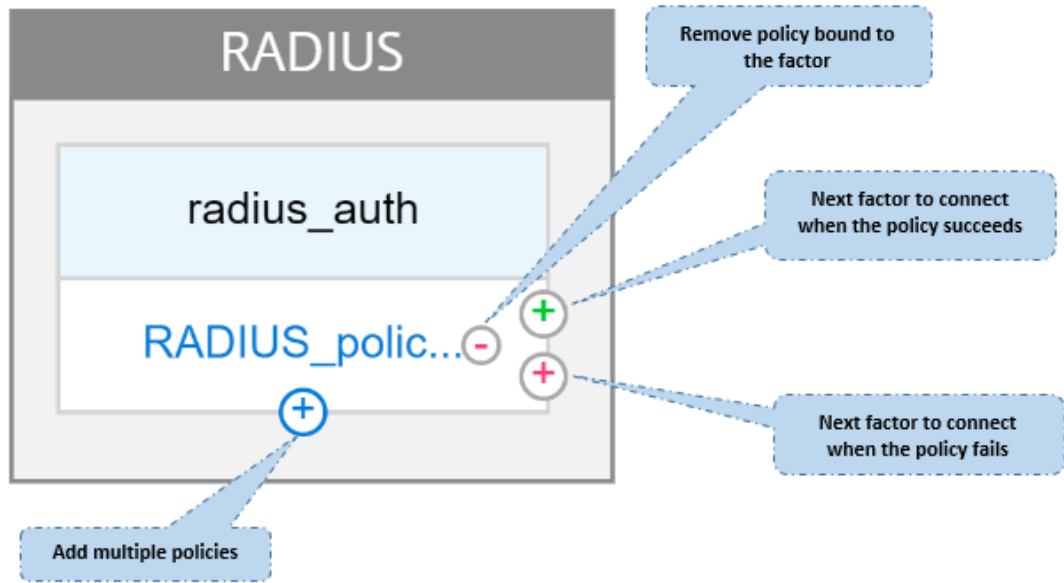 RADIUS
Remove policy bound to
the factor
radius_auth
Next factor to connect
when the policy succeeds
RADIUS_polic...
-
+
+
+
Next factor to connect
when the policy fails
Add multiple policies